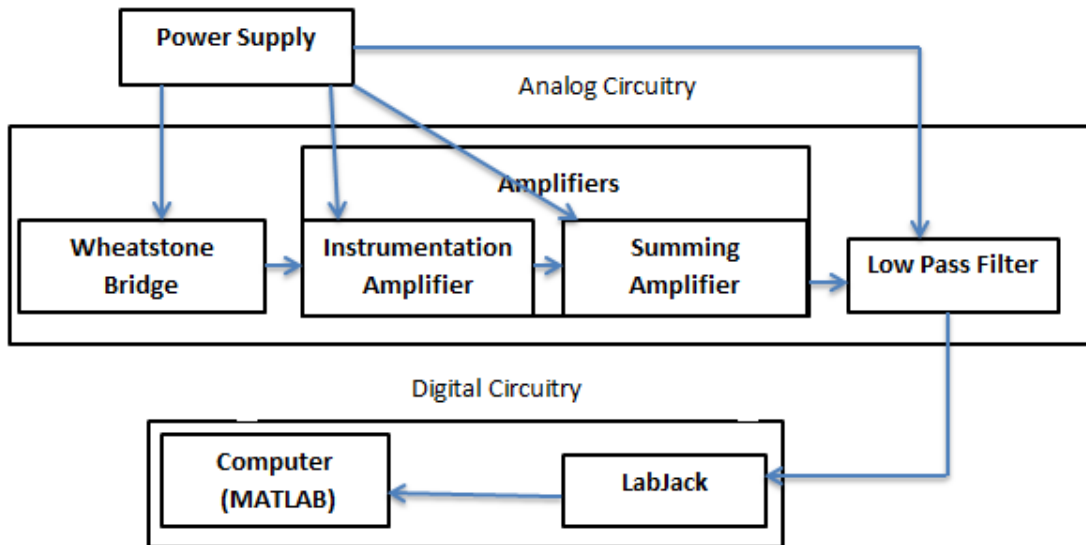 Power Supply
Analog Circuitry
Amplifiers
Wheatstone
Bridge
Instrumentation
Amplifier
Summing
Amplifier
Low Pass Filter
Digital Circuitry
Computer
(MATLAB)
LabJack